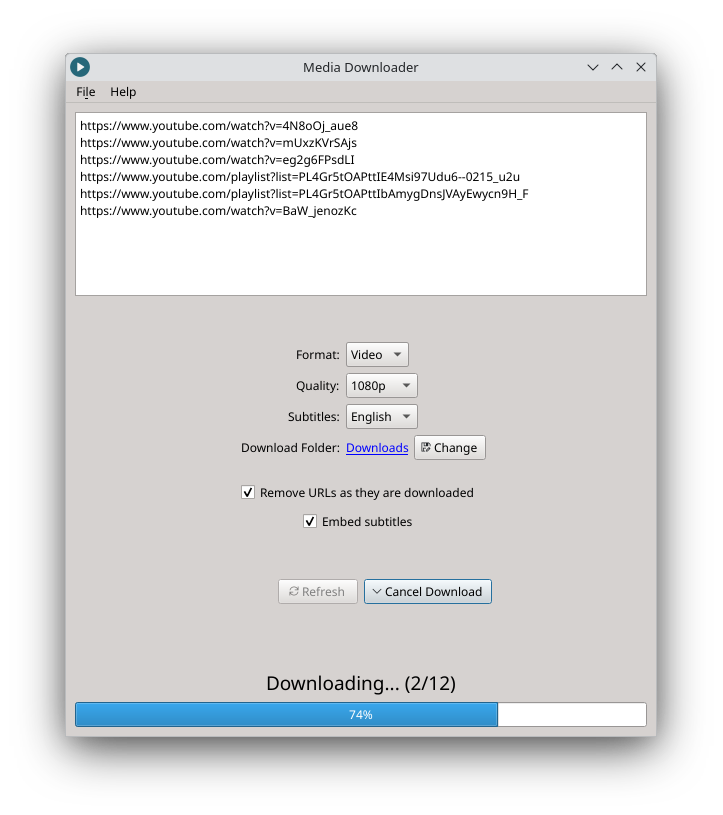 Media Downloader
File Help
https://www.youtube.com/watch?v=4N8oOj_aue8
https://www.youtube.com/watch?v=mUxzKVrSAjs
https://www.youtube.com/watch?v=eg2g6FPsdLI
https://www.youtube.com/playlist?list=PL4Gr5tOAPttIE4Msi97Udu6--0215_u2u
https://www.youtube.com/playlist?list=PL4Gr5tOAPttIbAmygDnsJVAyEwycn9H_F
https://www.youtube.com/watch?v=BaW_jenozKc
Format: Video
Quality: 1080p
Subtitles: English
Download Folder: Downloads Change
Remove URLs as they are downloaded
Embed subtitles
Refresh Cancel Download
Downloading... (2/12)
74%